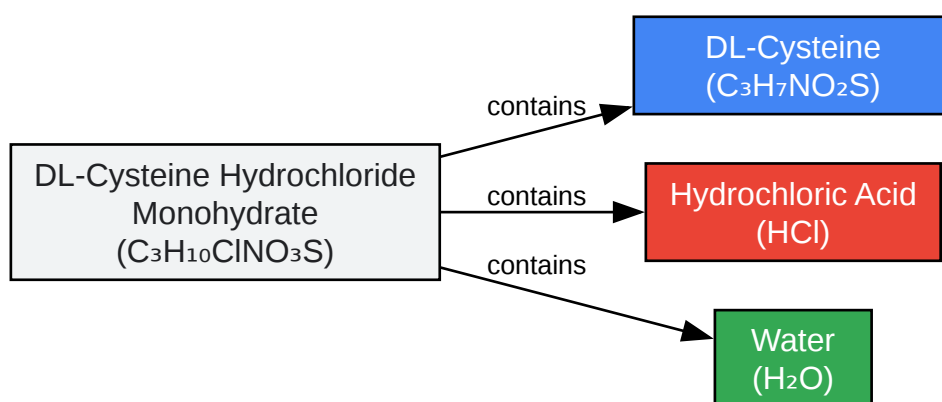 DL-Cysteine
(C₃H₇NO₂S)
contains
DL-Cysteine Hydrochloride
Monohydrate
(C₃H₁₀ClNO₃S)
contains
Hydrochloric Acid
(HCl)
contains
Water
(H₂O)